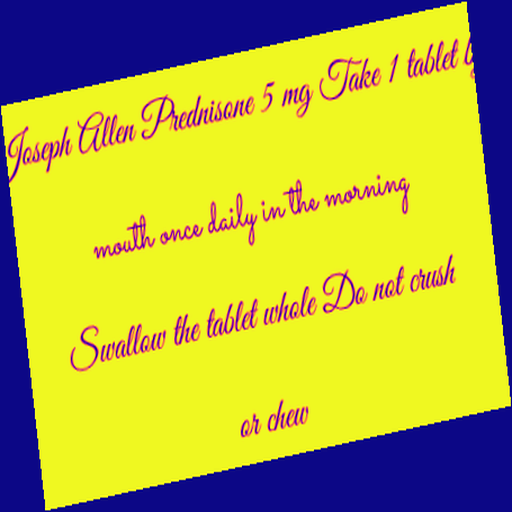 Joseph Allen Prednisone 5 mg Take 1 tablet
mouth once daily in the morning
Swallow the tablet whole Do not crush
or chew